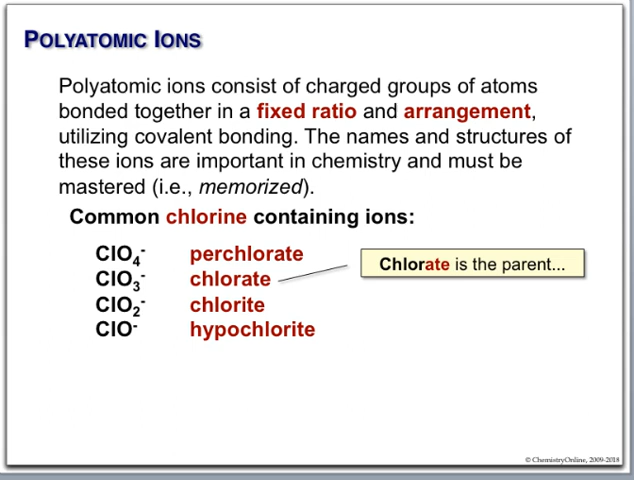 POLYATOMIC IONS
Polyatomic ions consist of charged groups of atoms
bonded together in a fixed ratio and arrangement,
utilizing covalent bonding. The names and structures of
these ions are important in chemistry and must be
mastered (i.e., memorized).
Common chlorine containing ions:
ClO₄⁻ perchlorate
ClO₃⁻ chlorate
Chlorate is the parent...
ClO₂⁻ chlorite
ClO⁻ hypochlorite
© ChemistryOnline, 2009-2018